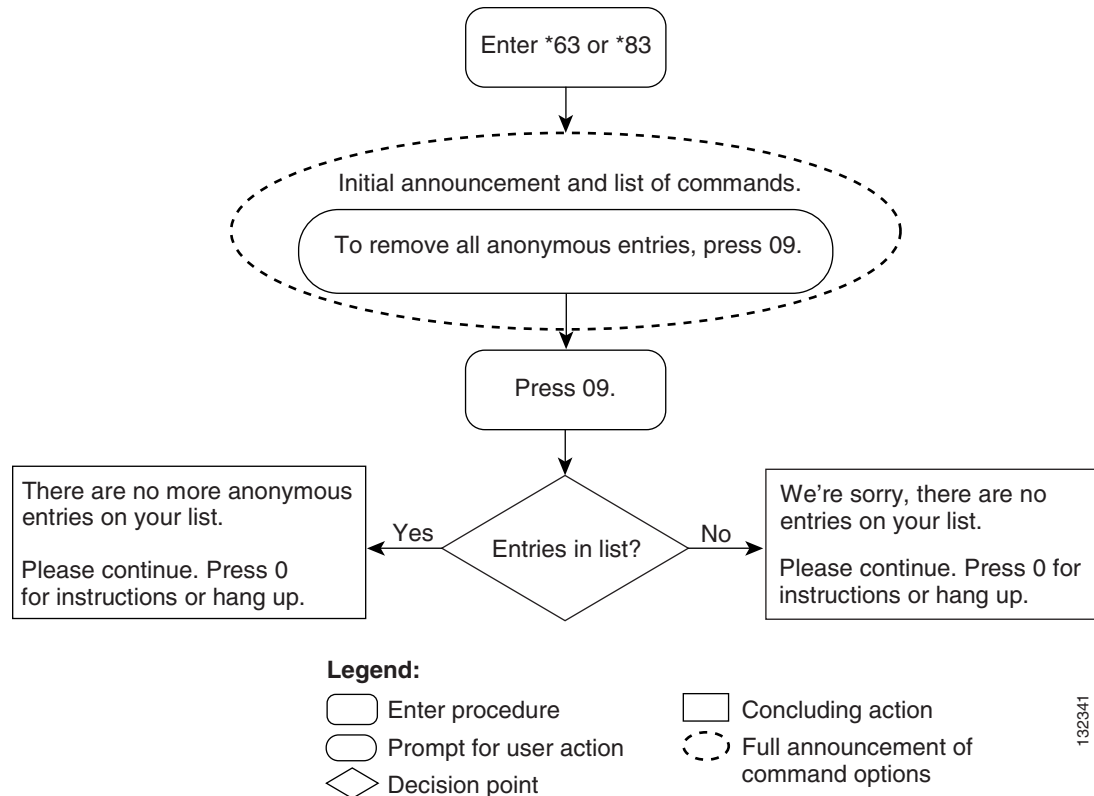 Enter *63 or *83
Initial announcement and list of commands.
To remove all anonymous entries, press 09.
Press 09.
There are no more anonymous
entries on your list.
Please continue. Press 0
for instructions or hang up.
Yes
Entries in list?
No
We're sorry, there are no
entries on your list.
Please continue. Press 0 for
instructions or hang up.
Legend:
Enter procedure
Prompt for user action
Decision point
Concluding action
Full announcement of
command options
132341